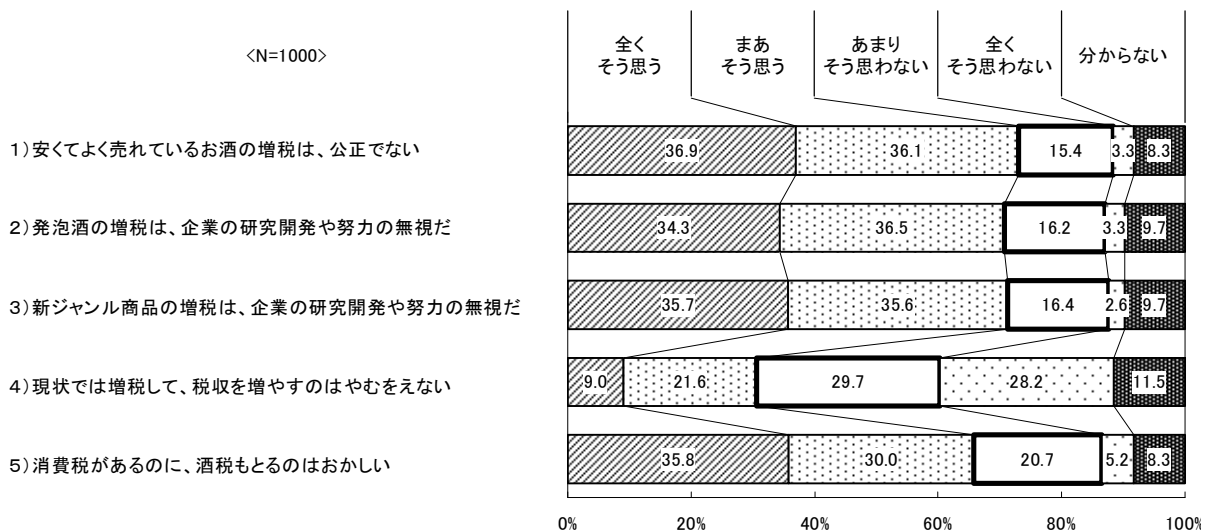 <N=1000>
全く
そう思う
まあ
そう思う
あまり
そう思わない
全く
そう思わない
分からない
1)安くてよく売れているお酒の増税は、公正でない
36.9 36.1 15.4 3.3 8.3
2)発泡酒の増税は、企業の研究開発や努力の無視だ
34.3 36.5 16.2 3.3 9.7
3)新ジャンル商品の増税は、企業の研究開発や努力の無視だ
35.7 35.6 16.4 2.6 9.7
4)現状では増税して、税収を増やすのはやむをえない
9.0 21.6 29.7 28.2 11.5
5)消費税があるのに、酒税もとるのはおかしい
35.8 30.0 20.7 5.2 8.3
0% 20% 40% 60% 80% 100%